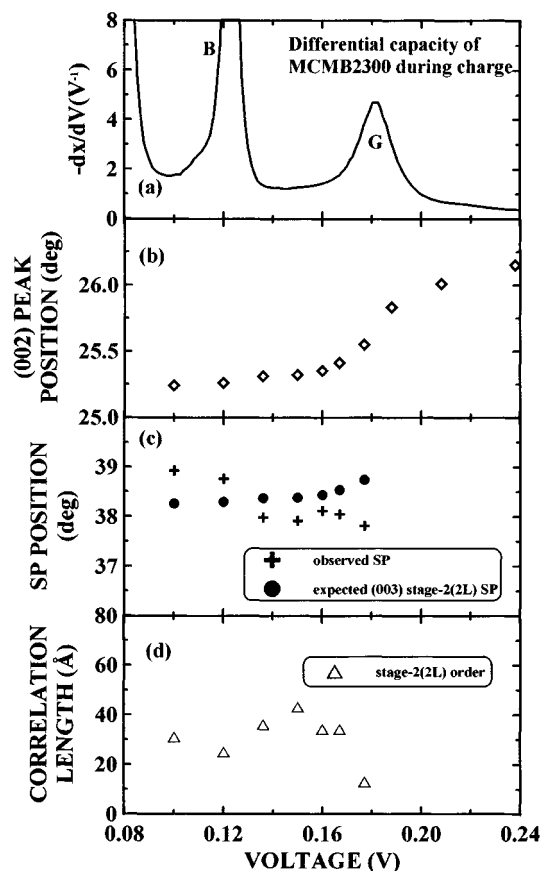 Differential capacity of
MCMB2300 during charge
B
G
-dx/dV(V⁻¹)
8
6
4
2
0
(a)
(002) PEAK
POSITION (deg)
26.0
25.5
25.0
(b)
SP POSITION
(deg)
39
38
37
(c)
observed SP
expected (003) stage-2(2L) SP
CORRELATION
LENGTH (Å)
80
60
40
20
0
(d)
stage-2(2L) order
0.08
0.12
0.16
0.20
0.24
VOLTAGE (V)